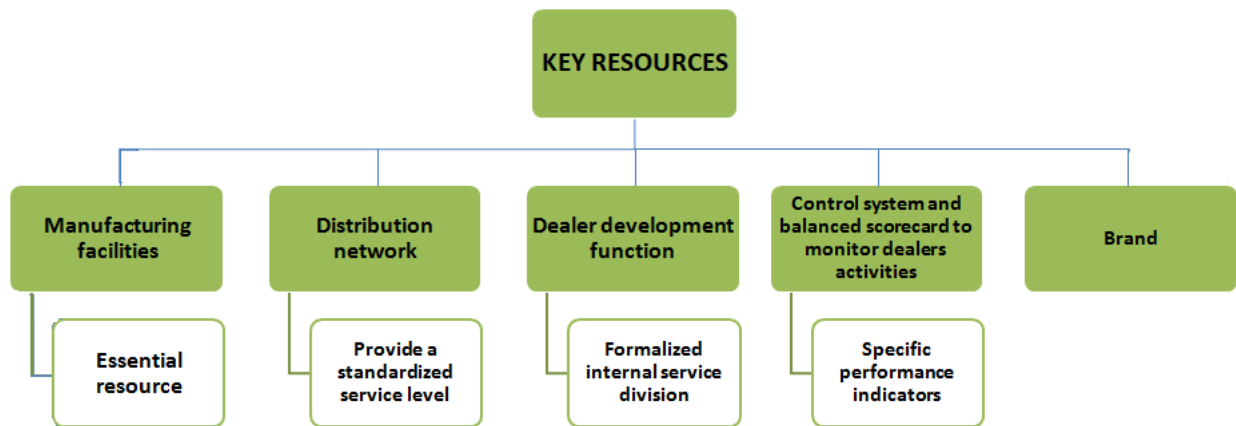 KEY RESOURCES
Manufacturing
facilities
Distribution
network
Dealer development
function
Control system and
balanced scorecard to
monitor dealers
activities
Brand
Essential
resource
Provide a
standardized
service level
Formalized
internal service
division
Specific
performance
indicators